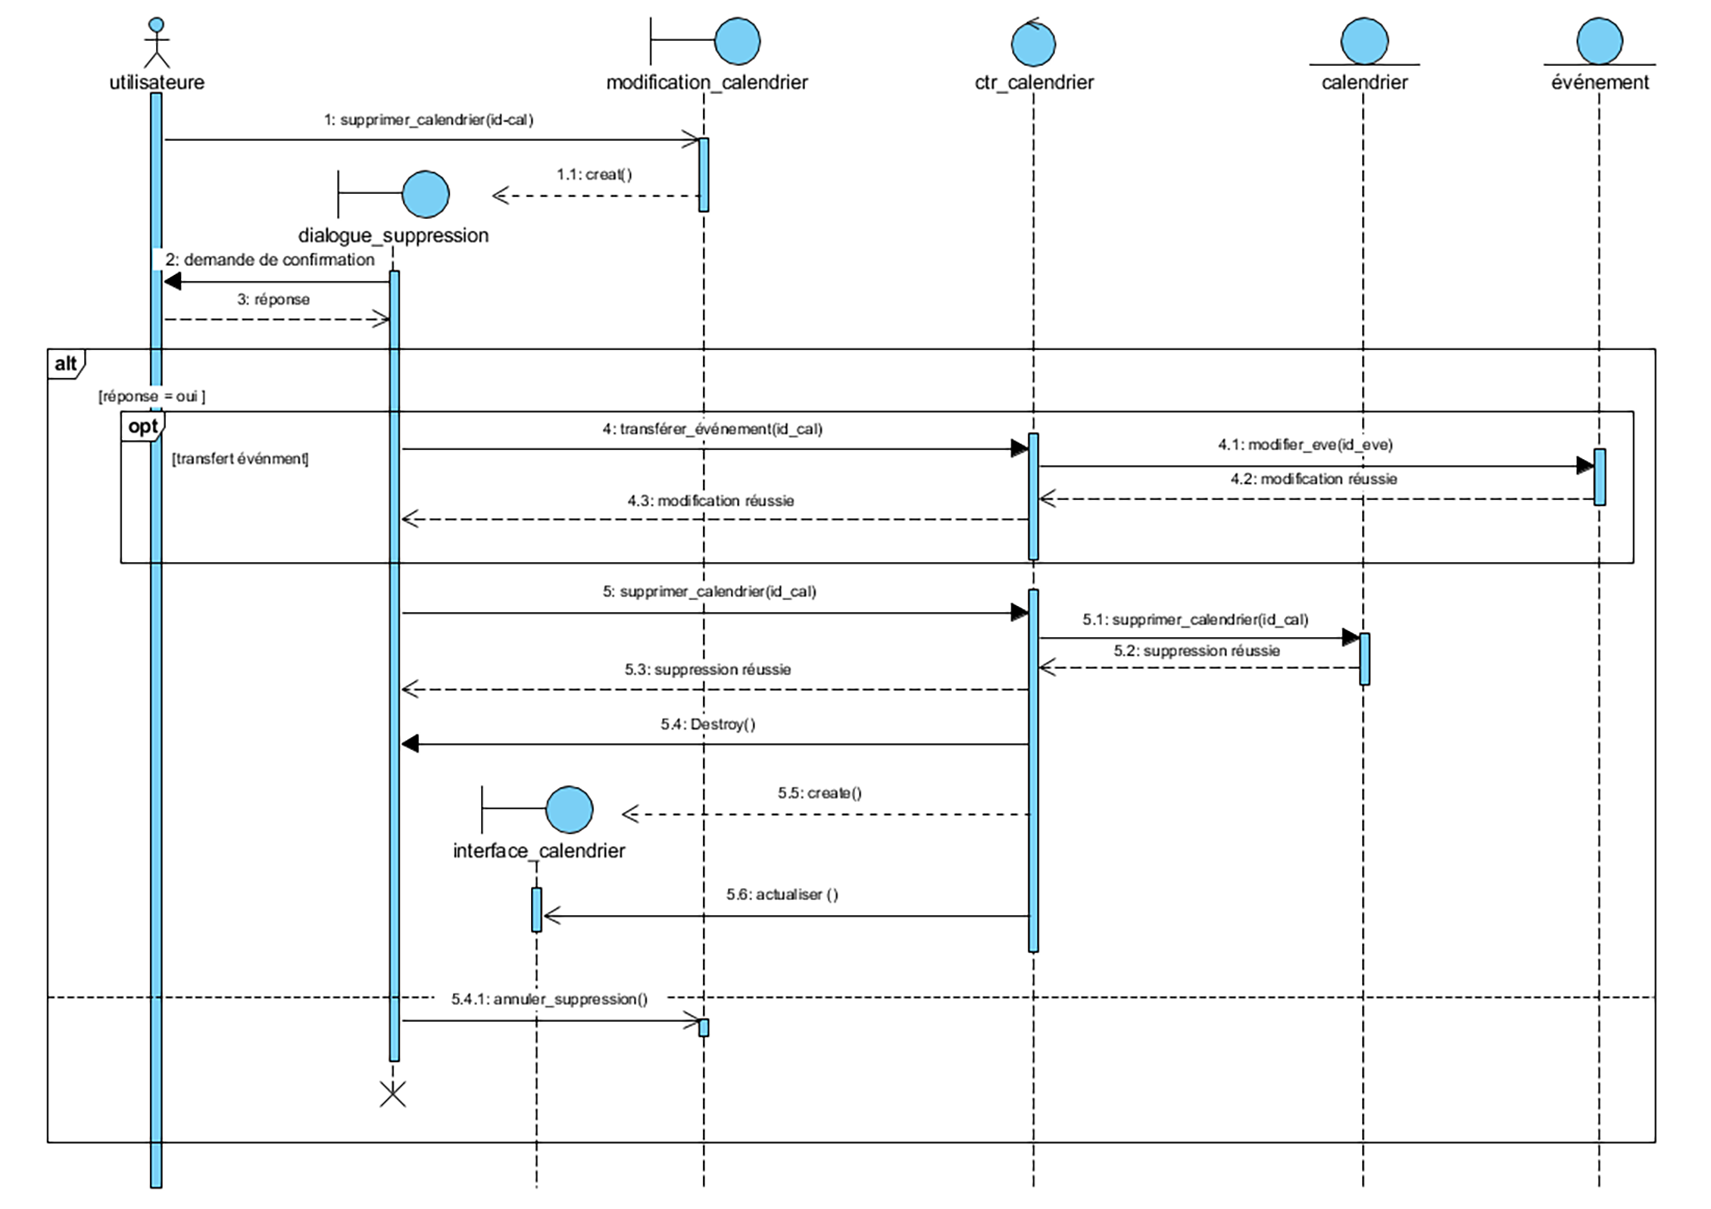 utilisateure
modification_calendrier
ctr_calendrier
calendrier
événement
1: supprimer_calendrier(id-cal)
1.1: creat()
dialogue_suppression
2: demande de confirmation
3: réponse
alt
[réponse = oui ]
opt
[transfert événment]
4: transférer_événement(id_cal)
4.1: modifier_eve(id_eve)
4.2: modification réussie
4.3: modification réussie
5: supprimer_calendrier(id_cal)
5.1: supprimer_calendrier(id_cal)
5.2: suppression réussie
5.3: suppression réussie
5.4: Destroy()
5.5: create()
interface_calendrier
5.6: actualiser ()
5.4.1: annuler_suppression()